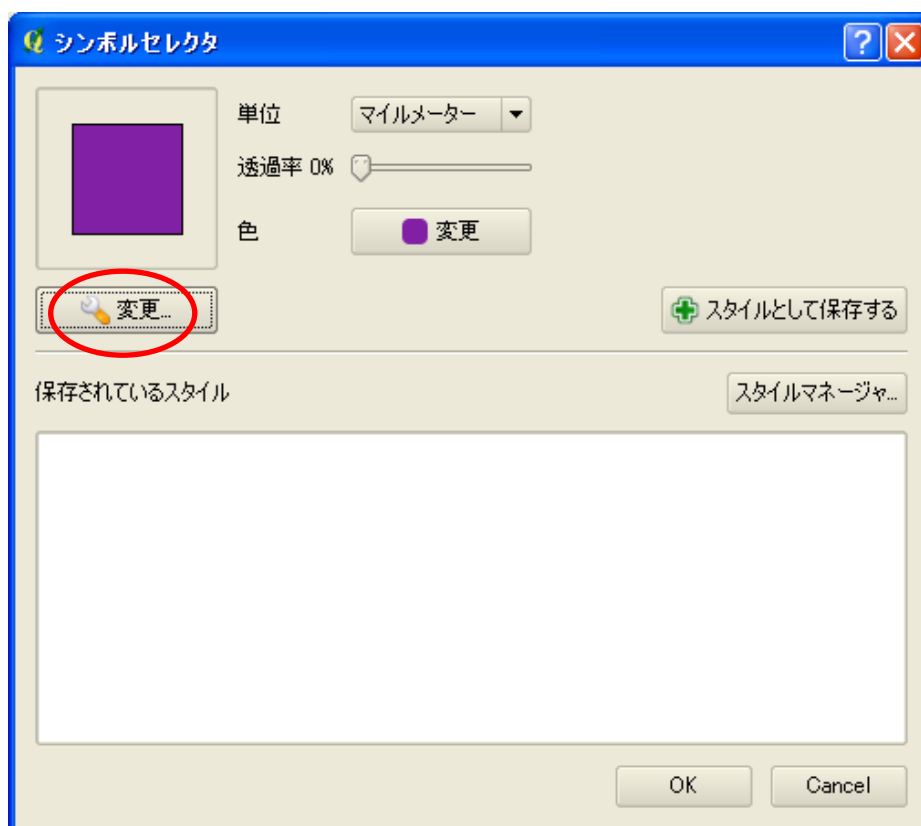 シンボルセレクタ
単位 マイルメーター
透過率 0%
色 変更
変更...
スタイルとして保存する
保存されているスタイル
スタイルマネージャ...
OK Cancel